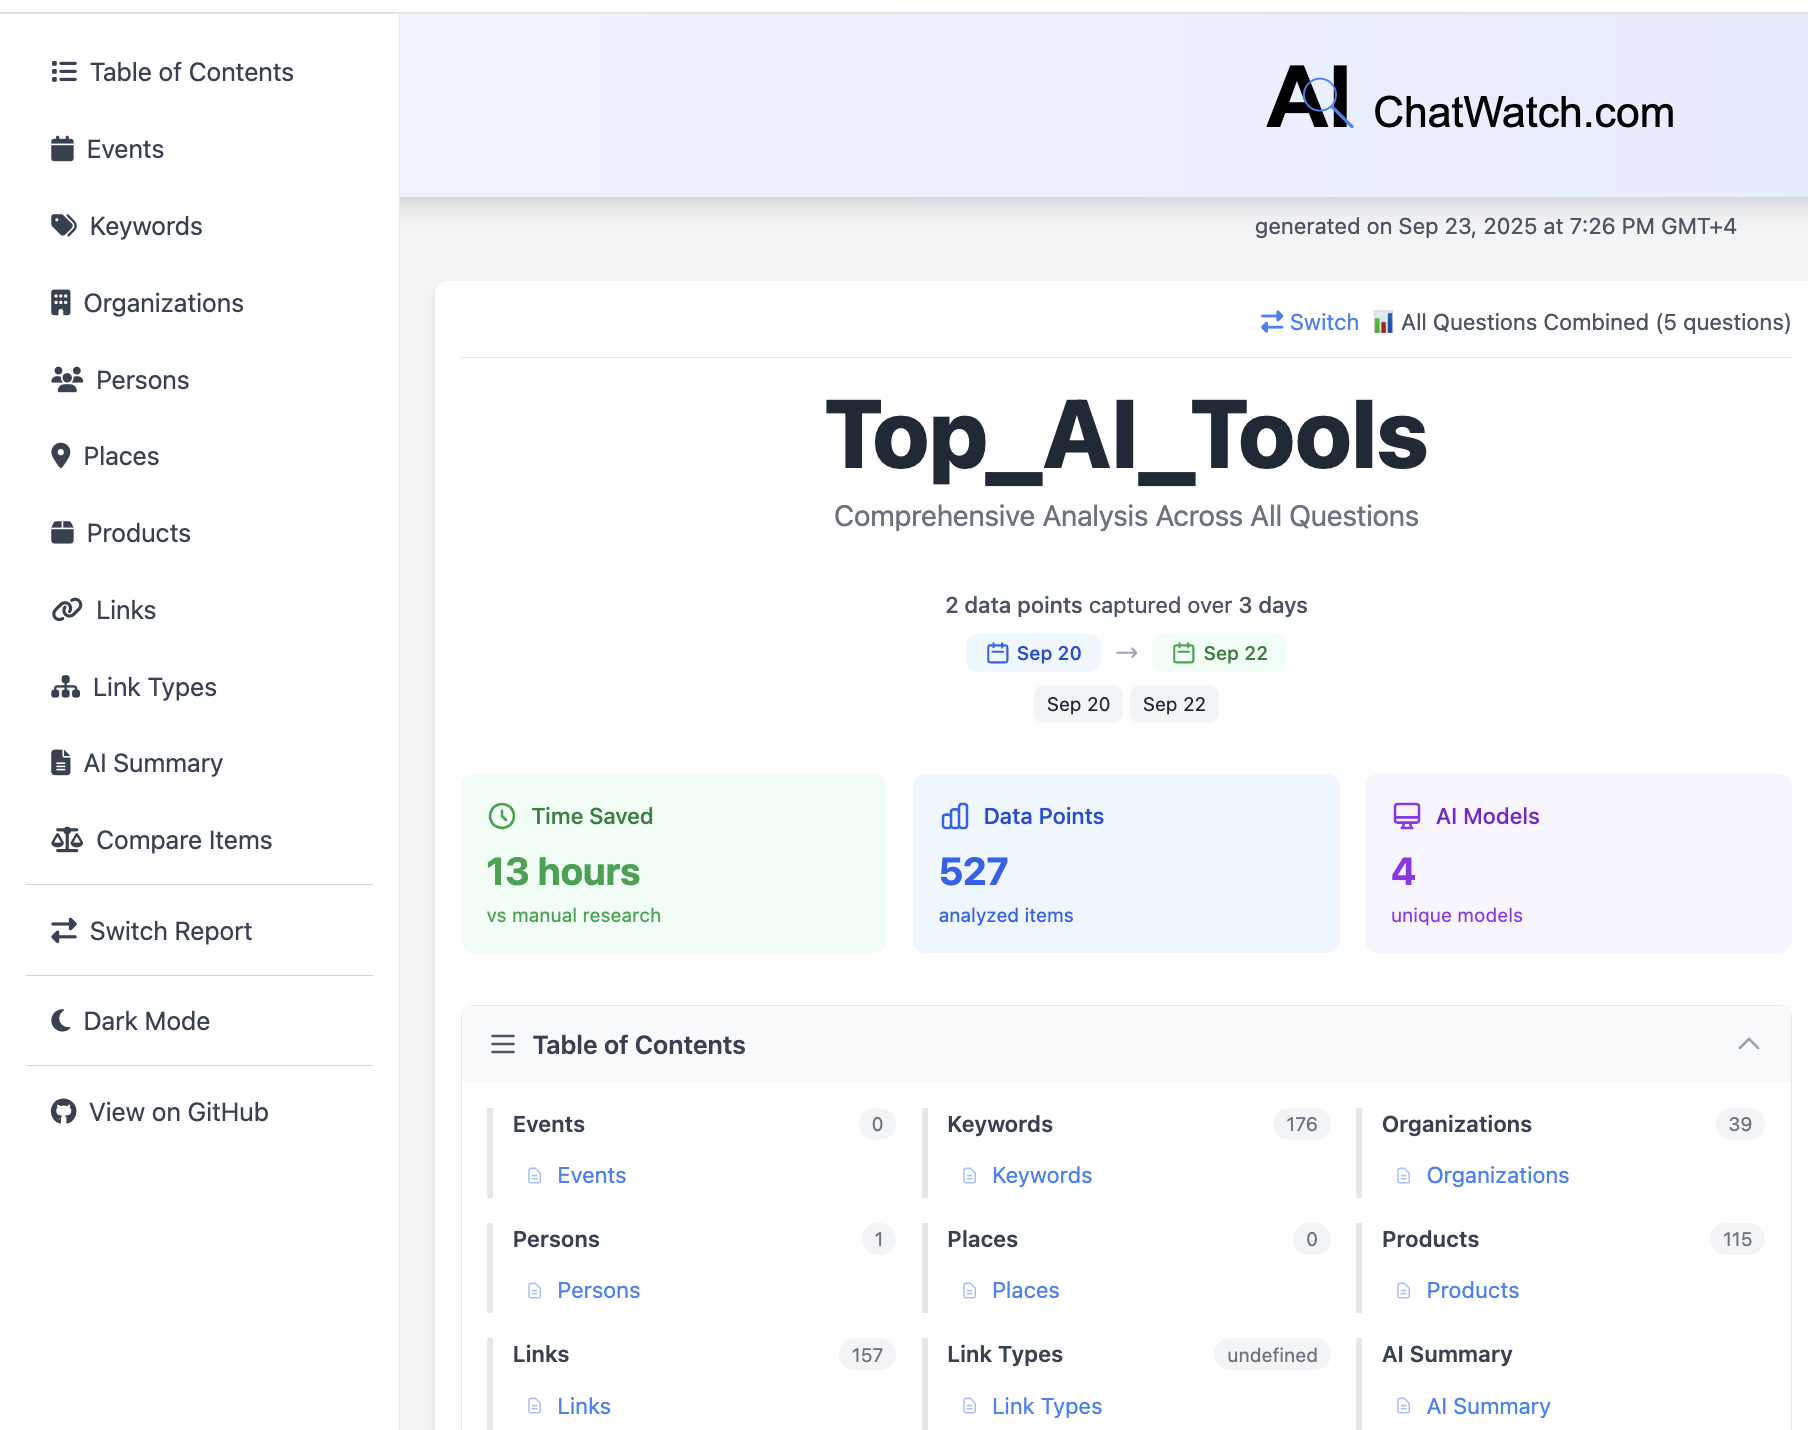 Table of Contents
Events
Keywords
Organizations
Persons
Places
Products
Links
Link Types
AI Summary
Compare Items
Switch Report
Dark Mode
View on GitHub
AI ChatWatch.com
generated on Sep 23, 2025 at 7:26 PM GMT+4
Switch All Questions Combined (5 questions)
Top_AI_Tools
Comprehensive Analysis Across All Questions
2 data points captured over 3 days
Sep 20 → Sep 22
Sep 20 Sep 22
Time Saved
13 hours
vs manual research
Data Points
527
analyzed items
AI Models
4
unique models
Table of Contents
Events 0
Events
Keywords 176
Keywords
Organizations 39
Organizations
Persons 1
Persons
Places 0
Places
Products 115
Products
Links 157
Links
Link Types undefined
Link Types
AI Summary
AI Summary